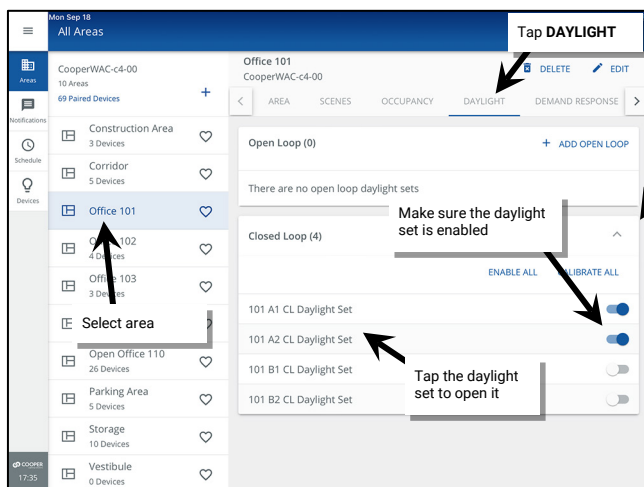 Mon Sep 18
All Areas
Tap DAYLIGHT
Areas
Notifications
Schedule
Devices
COOPER
17:35
CooperWAC-c4-00
10 Areas
69 Paired Devices
+
Construction Area
3 Devices
Corridor
5 Devices
Office 101
102
4 Devices
Office 103
3 Devices
Select area
Open Office 110
26 Devices
Parking Area
5 Devices
Storage
10 Devices
Vestibule
0 Devices
Office 101
CooperWAC-c4-00
DELETE
EDIT
AREA SCENES OCCUPANCY DAYLIGHT DEMAND RESPONSE
Open Loop (0)
+ ADD OPEN LOOP
There are no open loop daylight sets
Make sure the daylight
set is enabled
Closed Loop (4)
ENABLE ALL CALIBRATE ALL
101 A1 CL Daylight Set
101 A2 CL Daylight Set
101 B1 CL Daylight Set
101 B2 CL Daylight Set
Tap the daylight
set to open it